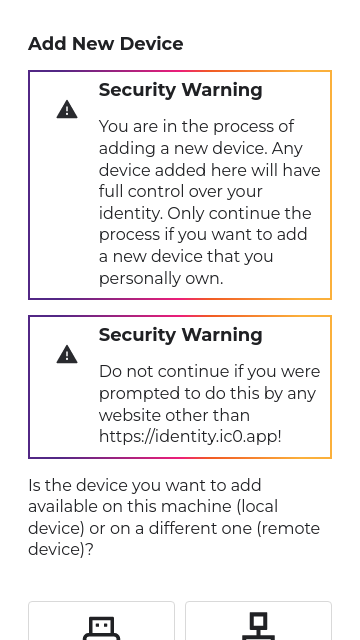 Add New Device
Security Warning
You are in the process of
adding a new device. Any
device added here will have
full control over your
identity. Only continue the
process if you want to add
a new device that you
personally own.
Security Warning
Do not continue if you were
prompted to do this by any
website other than
https://identity.ic0.app!
Is the device you want to add
available on this machine (local
device) or on a different one (remote
device)?